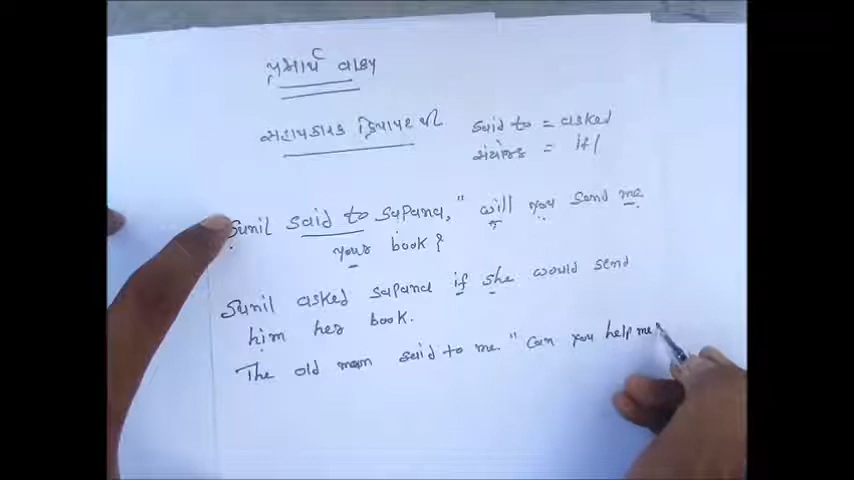 પ્રશ્નાર્થ વાક્ય
સહાયકારક ક્રિયાપદ થી
said to = asked
સંયોજક = if/
Sunil said to sapana, " will you send me
your book ?
Sunil asked sapana if she would send
him her book.
The old man said to me " Can you help me